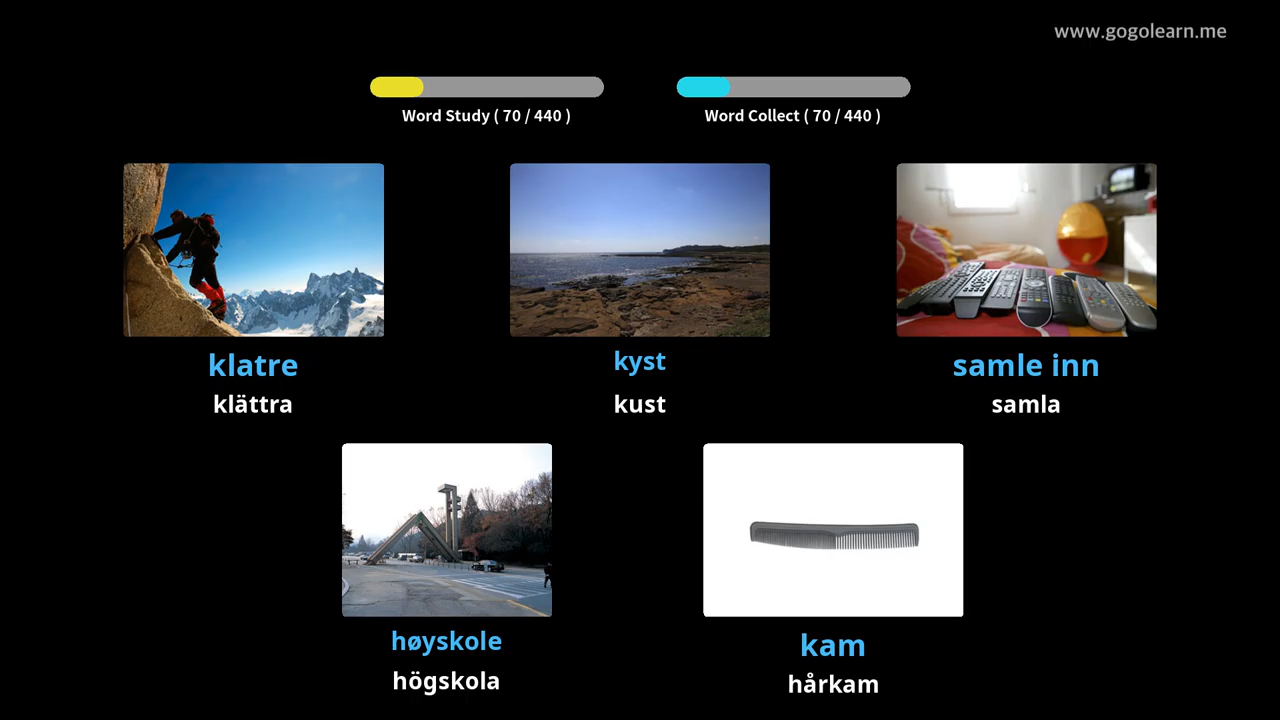 www.gogolearn.me
Word Study ( 70 / 440 )
Word Collect ( 70 / 440 )
klatre
klättra
kyst
kust
samle inn
samla
høyskole
högskola
kam
hårkam